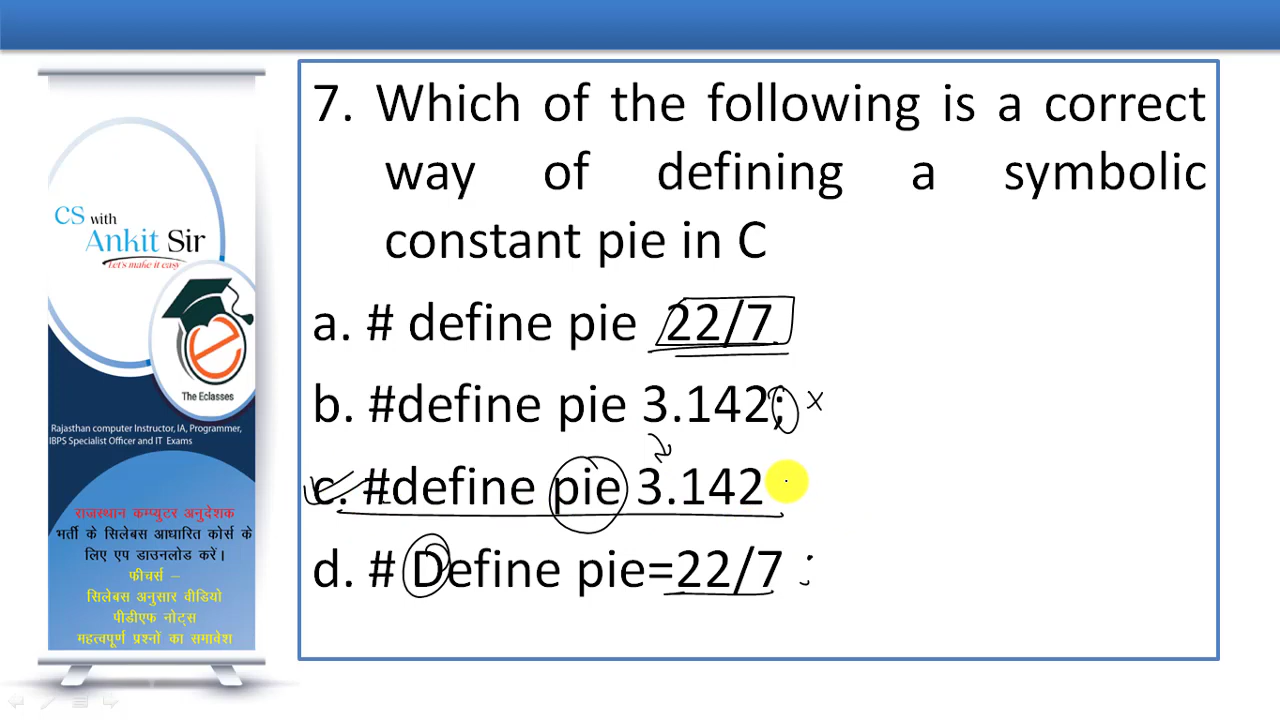 7. Which of the following is a correct
way of defining a symbolic
constant pie in C
a. # define pie 22/7
b. #define pie 3.142;
c. #define pie 3.142
d. # Define pie=22/7 ;
CS with
Ankit Sir
Let's make it easy
The Eclasses
Rajasthan computer Instructor, IA, Programmer,
IBPS Specialist Officer and IT Exams
राजस्थान कम्प्युटर अनुदेशक
भर्ती के सिलेबस आधारित कोर्स के
लिए एप डाउनलोड करें।
फीचर्स –
सिलेबस अनुसार वीडियो
पीडीएफ नोट्स
महत्वपूर्ण प्रश्नों का समावेश